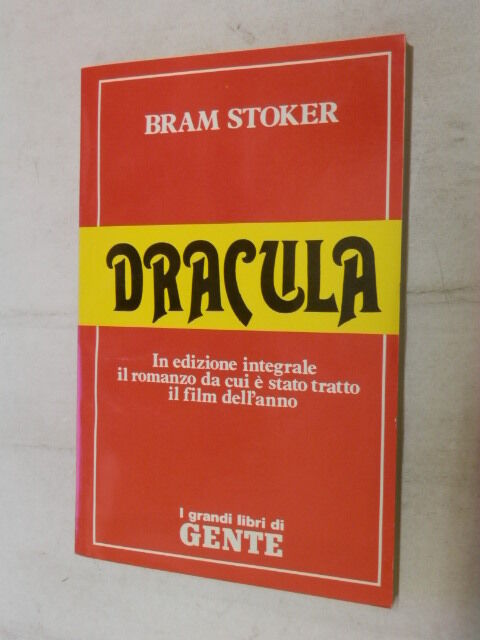 BRAM STOKER
DRACULA
In edizione integrale
il romanzo da cui è stato tratto
il film dell'anno
I grandi libri di
GENTE